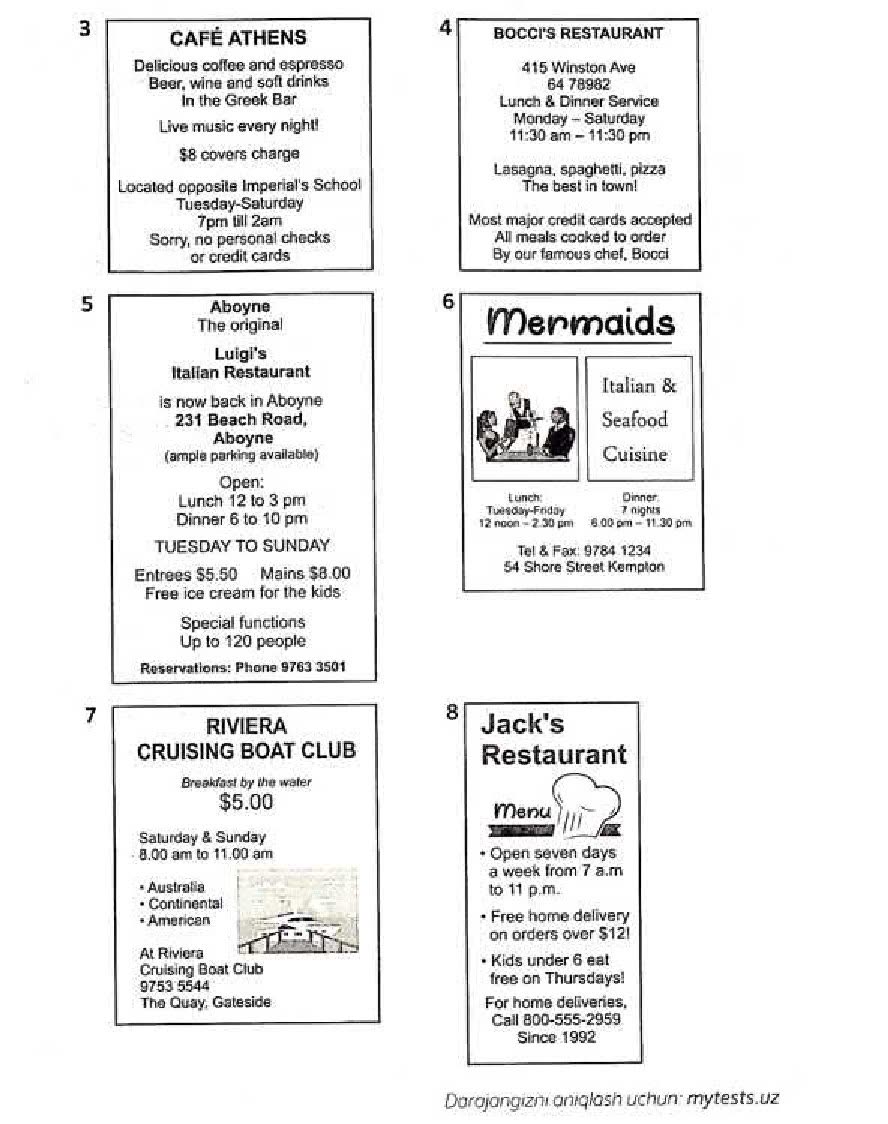 3
CAFÉ ATHENS
Delicious coffee and espresso
Beer, wine and soft drinks
In the Greek Bar
Live music every night!
$8 covers charge
Located opposite Imperial's School
Tuesday-Saturday
7pm till 2am
Sorry, no personal checks
or credit cards
4
BOCCI'S RESTAURANT
415 Winston Ave
64 78982
Lunch & Dinner Service
Monday – Saturday
11:30 am – 11:30 pm
Lasagna, spaghetti, pizza
The best in town!
Most major credit cards accepted
All meals cooked to order
By our famous chef, Bocci
5
Aboyne
The original
Luigi's
Italian Restaurant
is now back in Aboyne
231 Beach Road,
Aboyne
(ample parking available)
Open:
Lunch 12 to 3 pm
Dinner 6 to 10 pm
TUESDAY TO SUNDAY
Entrees $5.50 Mains $8.00
Free ice cream for the kids
Special functions
Up to 120 people
Reservations: Phone 9763 3501
6
Mermaids
Italian &
Seafood
Cuisine
Lunch:
Tuesday-Friday
12 noon – 2.30 pm
Dinner:
7 nights
6.00 pm – 11.30 pm
Tel & Fax: 9784 1234
54 Shore Street Kempton
7
RIVIERA
CRUISING BOAT CLUB
Breakfast by the water
$5.00
Saturday & Sunday
8.00 am to 11.00 am
• Australia
• Continental
• American
At Riviera
Cruising Boat Club
9753 5544
The Quay, Gateside
8
Jack's
Restaurant
Menu
• Open seven days
a week from 7 a.m
to 11 p.m.
• Free home delivery
on orders over $12!
• Kids under 6 eat
free on Thursdays!
For home deliveries,
Call 800-555-2959
Since 1992
Darajangizni aniqlash uchun: mytests.uz